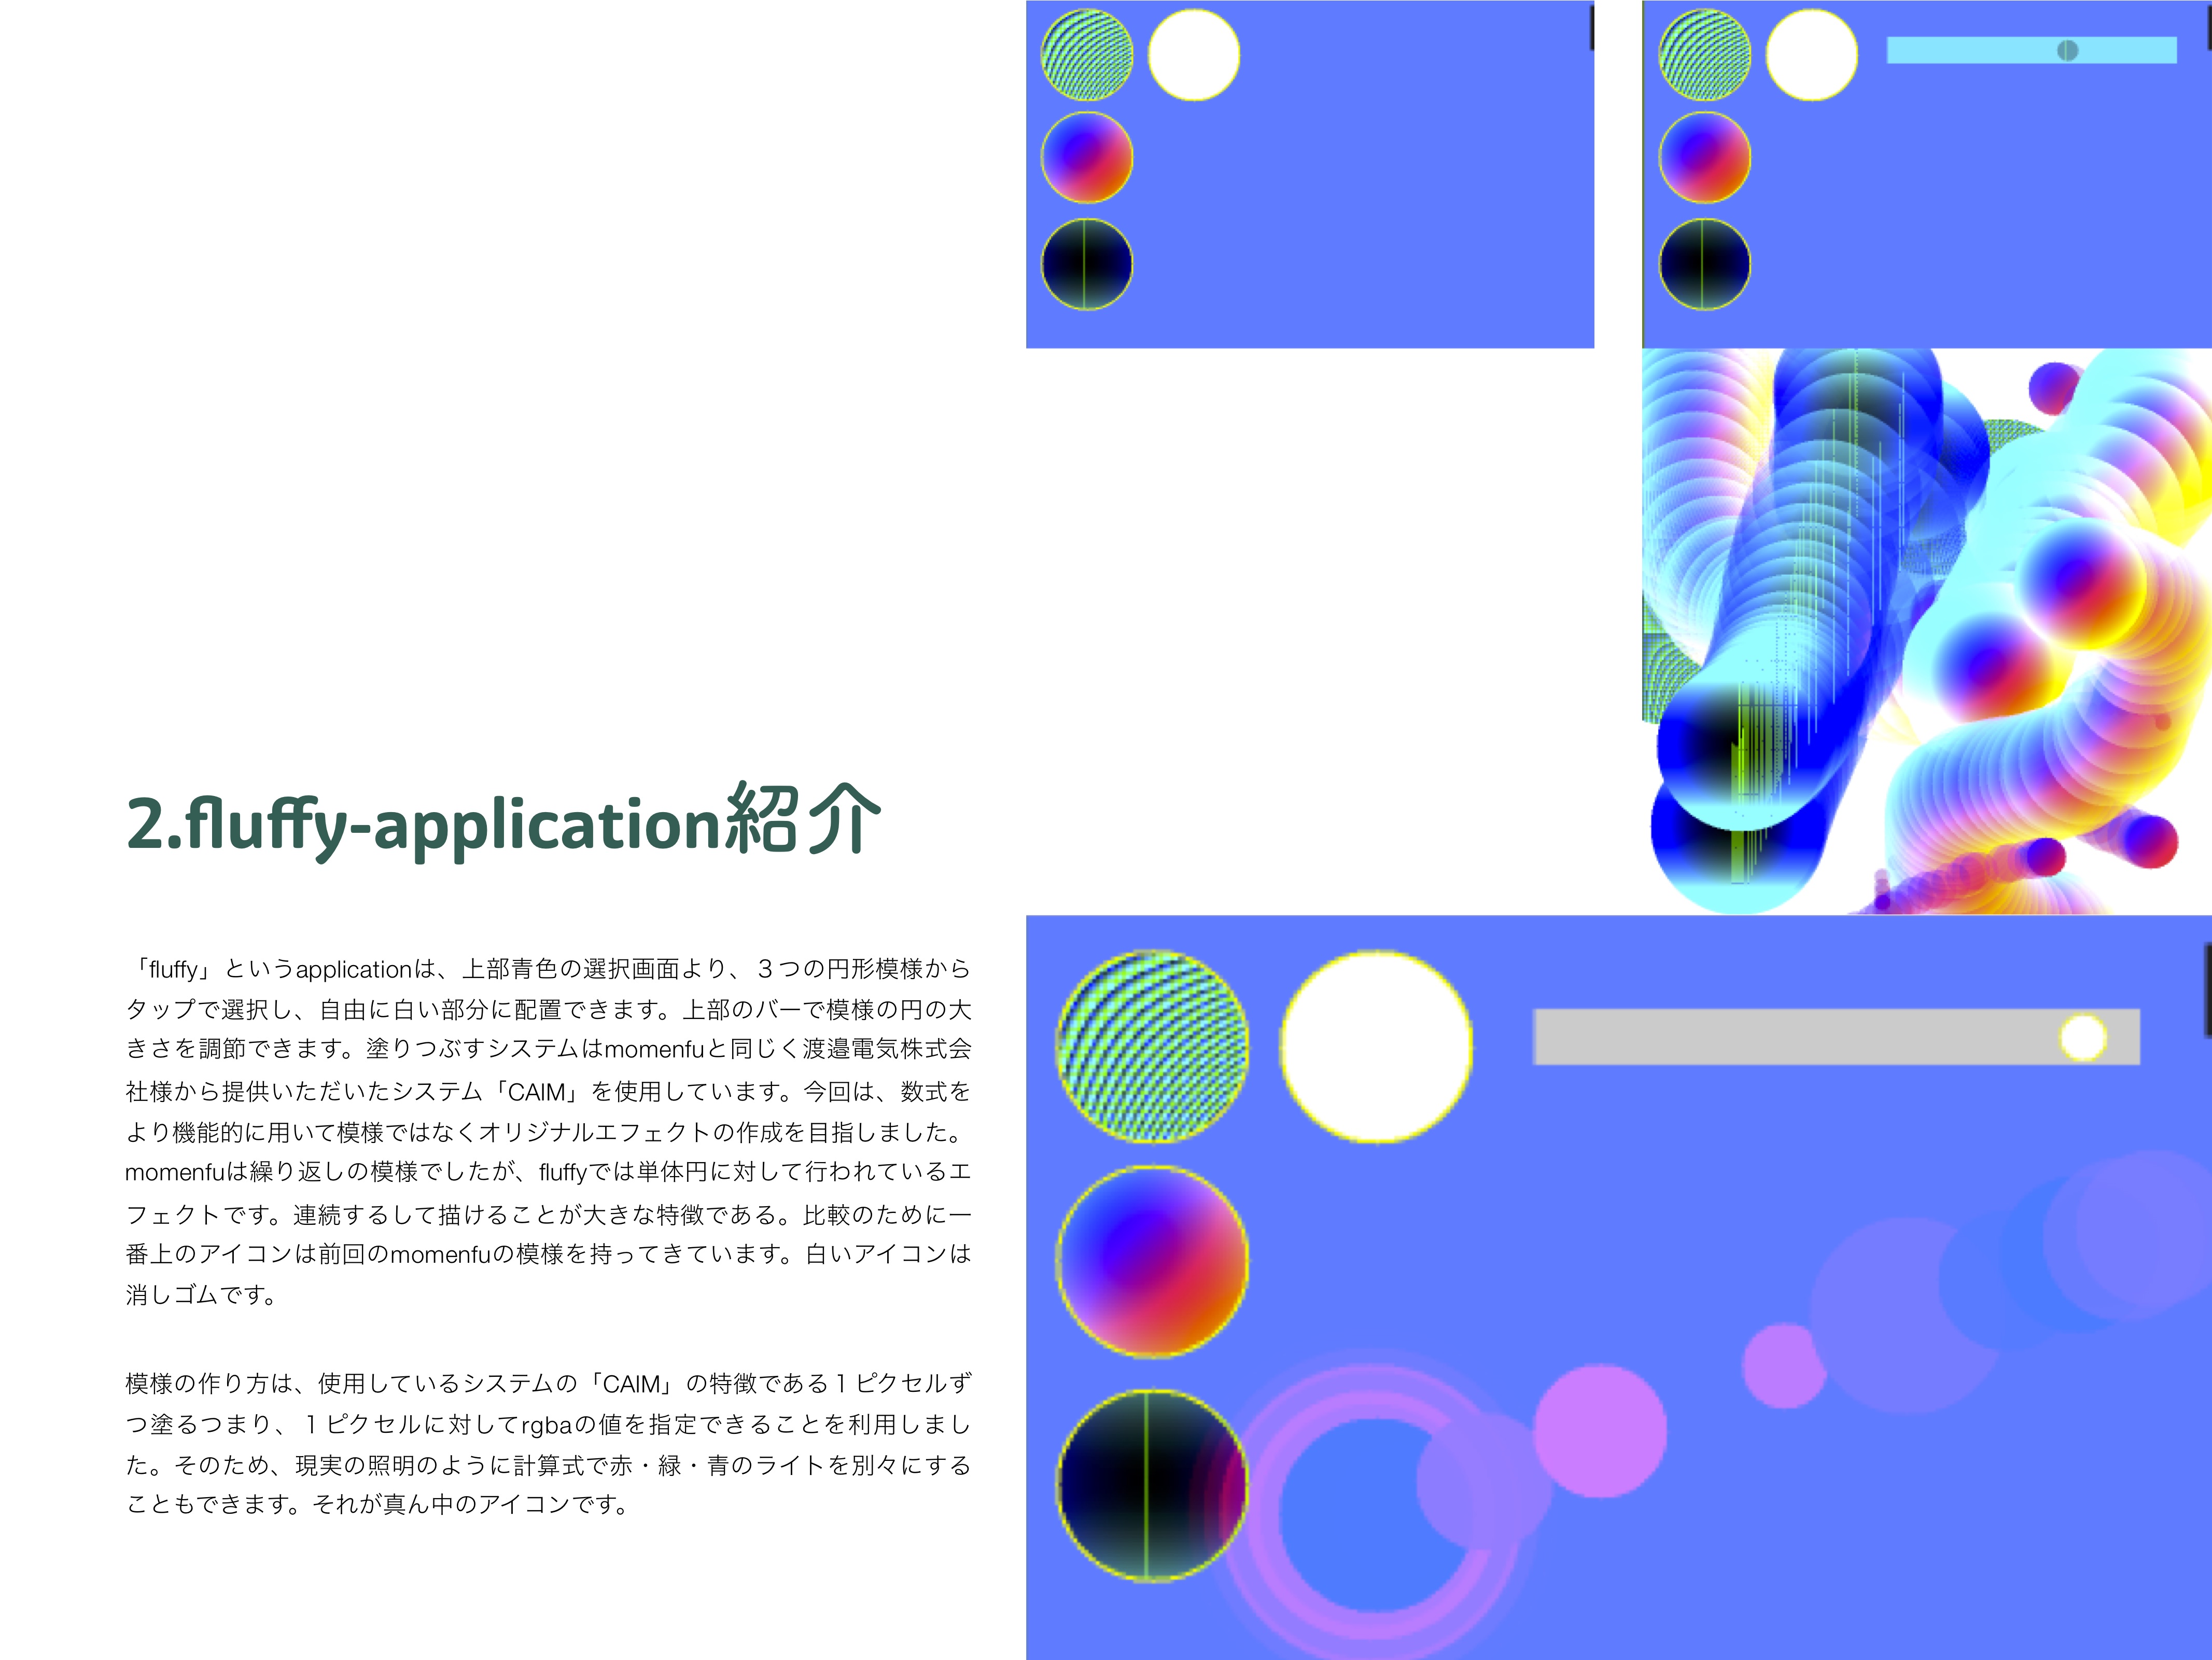 2.fluffy-application紹介
「fluffy」というapplicationは、上部青色の選択画面より、３つの円形模様から
タップで選択し、自由に白い部分に配置できます。上部のバーで模様の円の大
きさを調節できます。塗りつぶすシステムはmomenfuと同じく渡邉電気株式会
社様から提供いただいたシステム「CAIM」を使用しています。今回は、数式を
より機能的に用いて模様ではなくオリジナルエフェクトの作成を目指しました。
momenfuは繰り返しの模様でしたが、fluffyでは単体円に対して行われているエ
フェクトです。連続するして描けることが大きな特徴である。比較のために一
番上のアイコンは前回のmomenfuの模様を持ってきています。白いアイコンは
消しゴムです。
模様の作り方は、使用しているシステムの「CAIM」の特徴である１ピクセルず
つ塗るつまり、１ピクセルに対してrgbaの値を指定できることを利用しまし
た。そのため、現実の照明のように計算式で赤・緑・青のライトを別々にする
こともできます。それが真ん中のアイコンです。